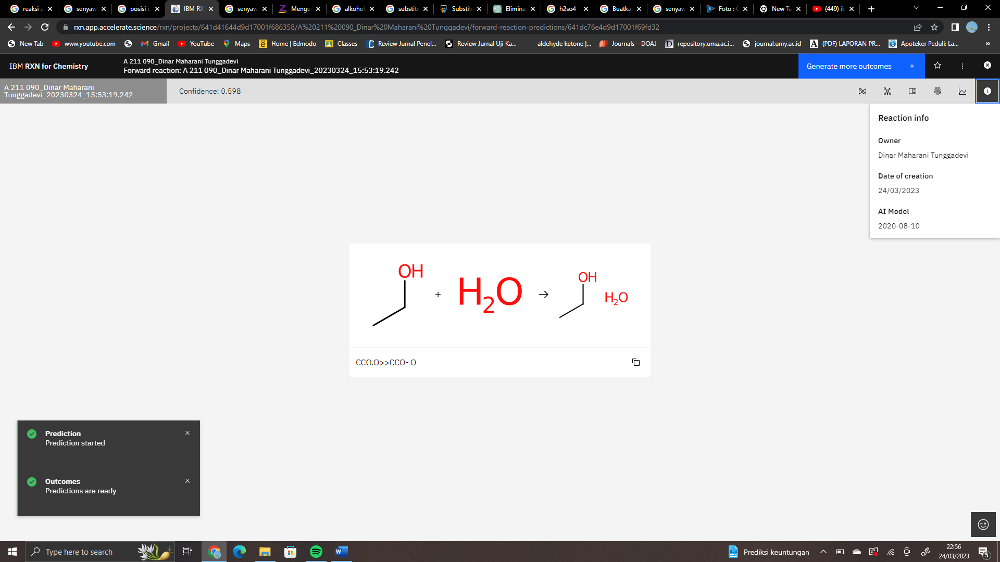 reaksi a
senyaw
posisi c
IBM RX
senyaw
Menge
alkohol
substitu
Substitu
Elimina
h2so4
Buatka
senyaw
Foto : C
New Ta
(449) ib
rxn.app.accelerate.science/rxn/projects/641d41644d9d17001f686358/A%20211%20090_Dinar%20Maharani%20Tunggadevi/forward-reaction-predictions/641dc76e4d9d17001f69fd32
New Tab
www.youtube.com
Gmail
YouTube
Maps
Home | Edmodo
Classes
Review Jurnal Penel...
Review Jurnal Uji Ka...
aldehyde ketone |...
Journals – DOAJ
repository.uma.ac.i...
journal.umy.ac.id
(PDF) LAPORAN PR...
Apoteker Peduli: La...
»
IBM RXN for Chemistry
A 211 090_Dinar Maharani Tunggadevi
Forward reaction: A 211 090_Dinar Maharani Tunggadevi_20230324_15:53:19.242
Generate more outcomes +
A 211 090_Dinar Maharani
Tunggadevi_20230324_15:53:19.242
Confidence: 0.598
Reaction info
Owner
Dinar Maharani Tunggadevi
Date of creation
24/03/2023
AI Model
2020-08-10
OH
+
H₂O
→
OH
H₂O
CCO.O>>CCO~O
Prediction
Prediction started
Outcomes
Predictions are ready
Type here to search
Prediksi keuntungan
22:56
24/03/2023
5